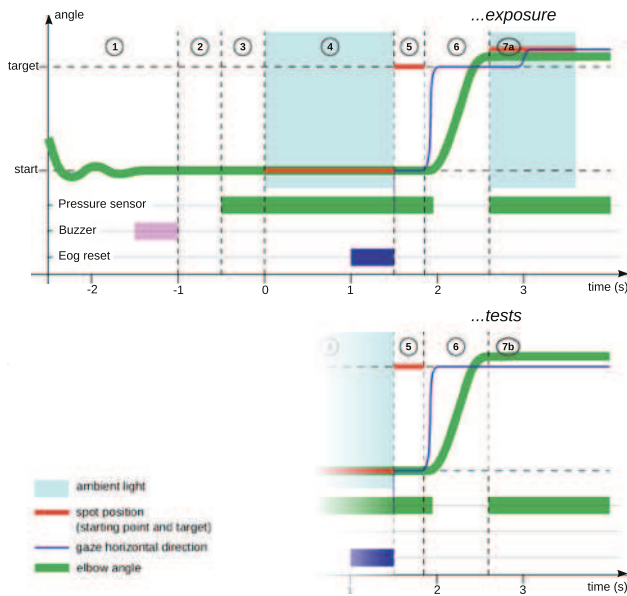 ...exposure
angle
1 2 3 4 5 6 7a
target
start
Pressure sensor
Buzzer
Eog reset
-2 -1 0 1 2 3 time (s)
...tests
5 6 7b
ambient light
spot position
(starting point and target)
gaze horizontal direction
elbow angle
1 2 3 time (s)